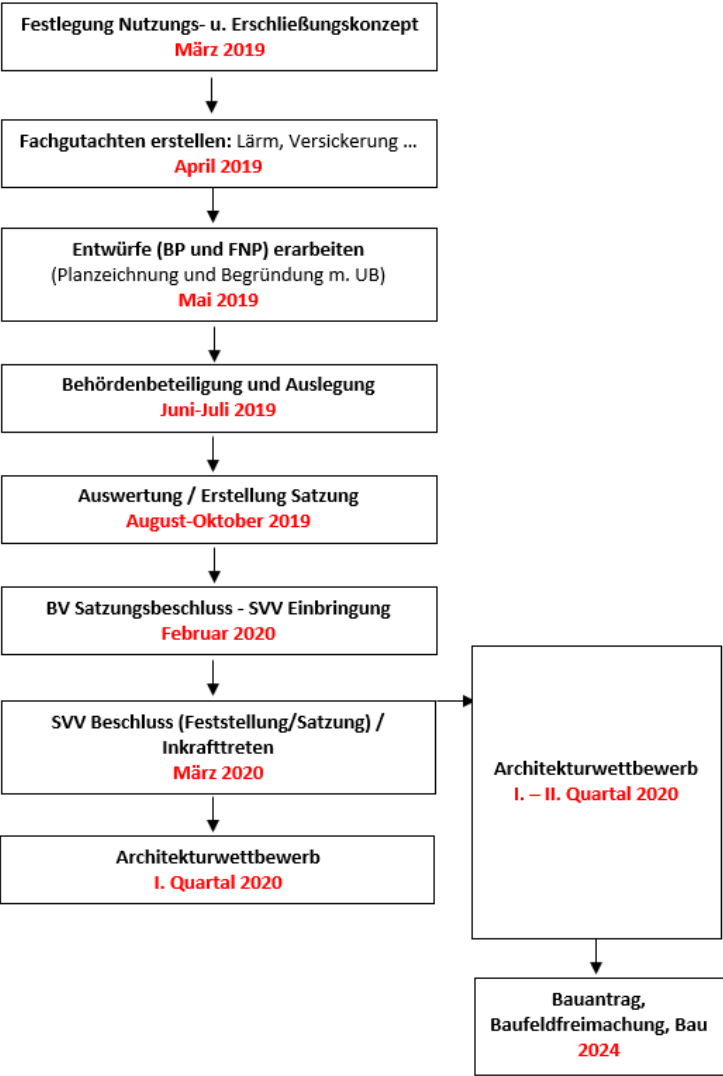 Festlegung Nutzungs- u. Erschließungskonzept
März 2019
Fachgutachten erstellen: Lärm, Versickerung ...
April 2019
Entwürfe (BP und FNP) erarbeiten
(Planzeichnung und Begründung m. UB)
Mai 2019
Behördenbeteiligung und Auslegung
Juni-Juli 2019
Auswertung / Erstellung Satzung
August-Oktober 2019
BV Satzungsbeschluss - SVV Einbringung
Februar 2020
SVV Beschluss (Feststellung/Satzung) /
Inkrafttreten
März 2020
Architekturwettbewerb
I. Quartal 2020
Architekturwettbewerb
I. – II. Quartal 2020
Bauantrag,
Baufeldfreimachung, Bau
2024